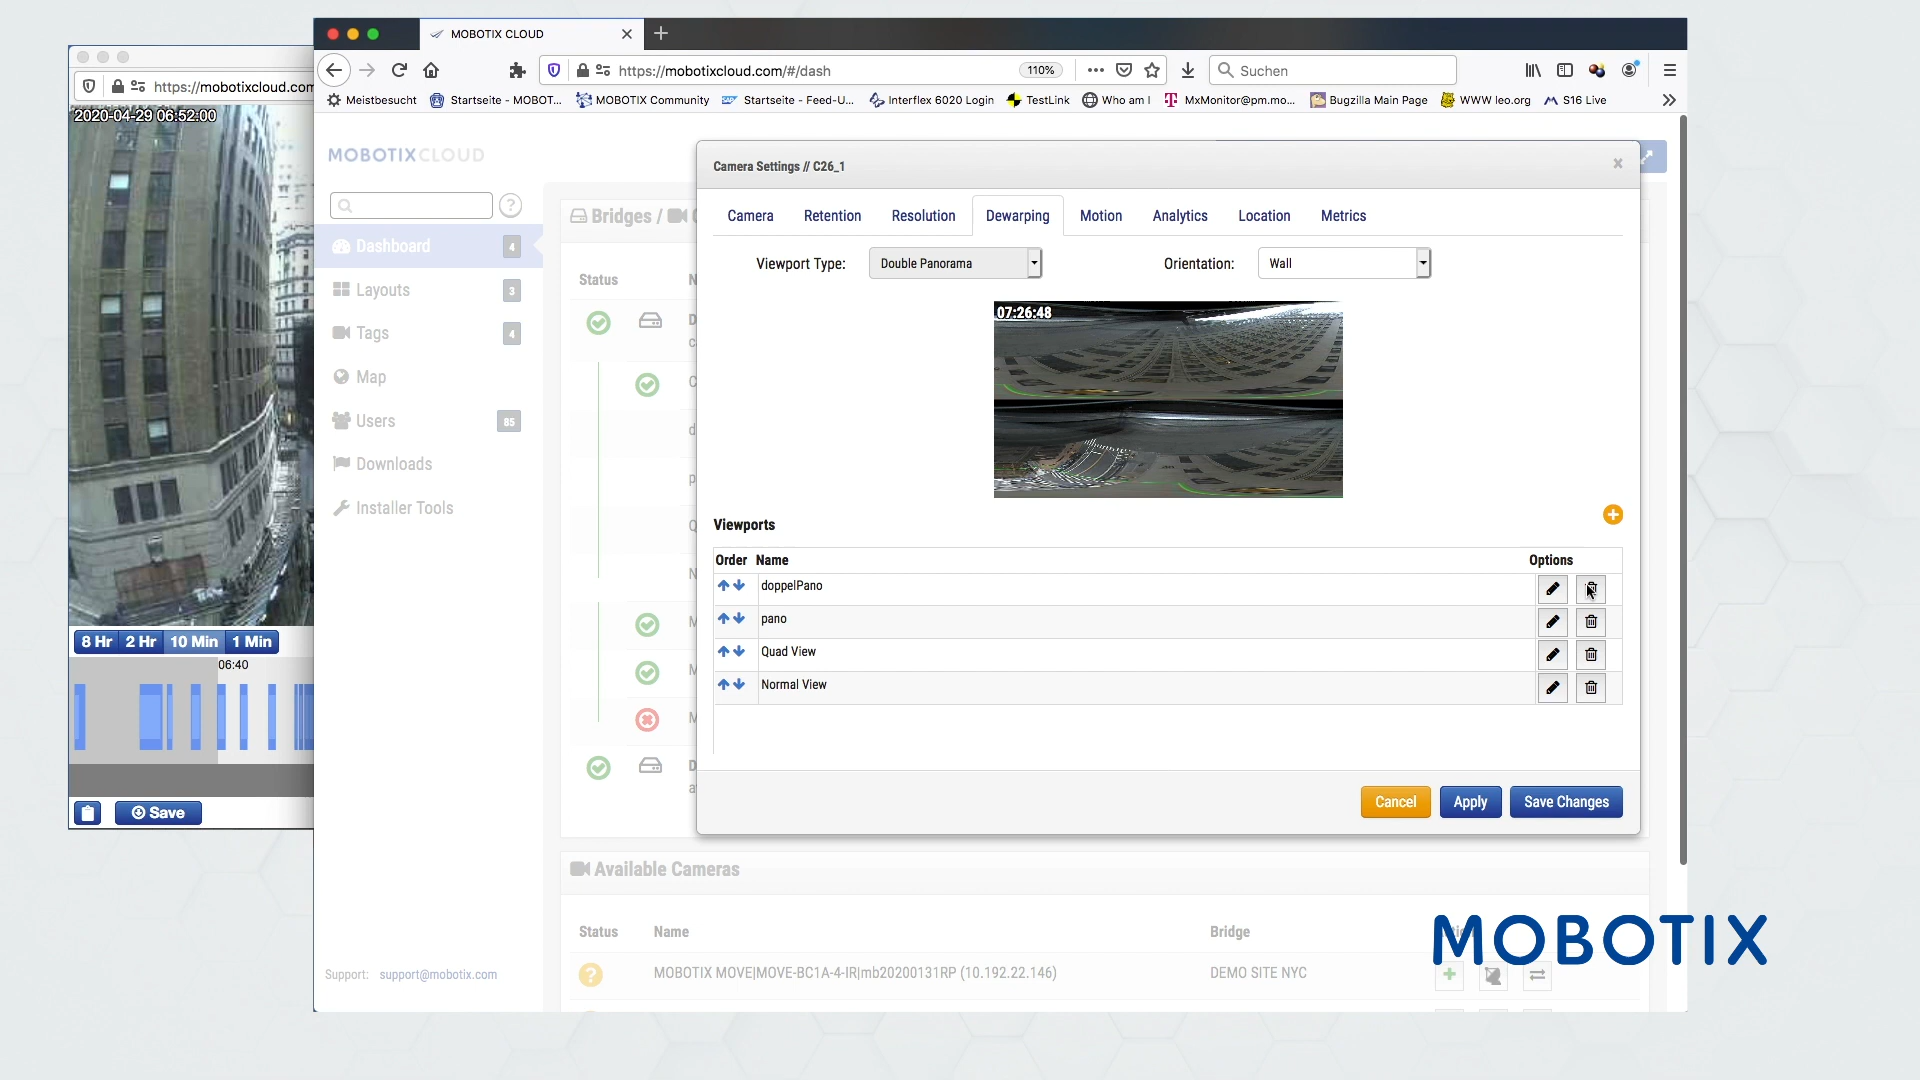 MOBOTIX CLOUD
https://mobotixcloud.com/#/dash
110%
Suchen
https://mobotixcloud.com
Meistbesucht
Startseite - MOBOT...
MOBOTIX Community
Startseite - Feed-U...
Interflex 6020 Login
TestLink
Who am I
MxMonitor@pm.mo...
Bugzilla Main Page
WWW leo.org
S16 Live
2020-04-29 06:52:00
MOBOTIXCLOUD
Dashboard 4
Layouts 3
Tags 4
Map
Users 85
Downloads
Installer Tools
Support: support@mobotix.com
8 Hr 2 Hr 10 Min 1 Min
06:40
Save
Bridges /
Status
Camera Settings // C26_1
Camera Retention Resolution Dewarping Motion Analytics Location Metrics
Viewport Type: Double Panorama Orientation: Wall
07:26:48
Viewports
Order Name Options
doppelPano
pano
Quad View
Normal View
Cancel Apply Save Changes
Available Cameras
Status Name Bridge
MOBOTIX MOVE|MOVE-BC1A-4-IR|mb20200131RP (10.192.22.146) DEMO SITE NYC
MOBOTIX